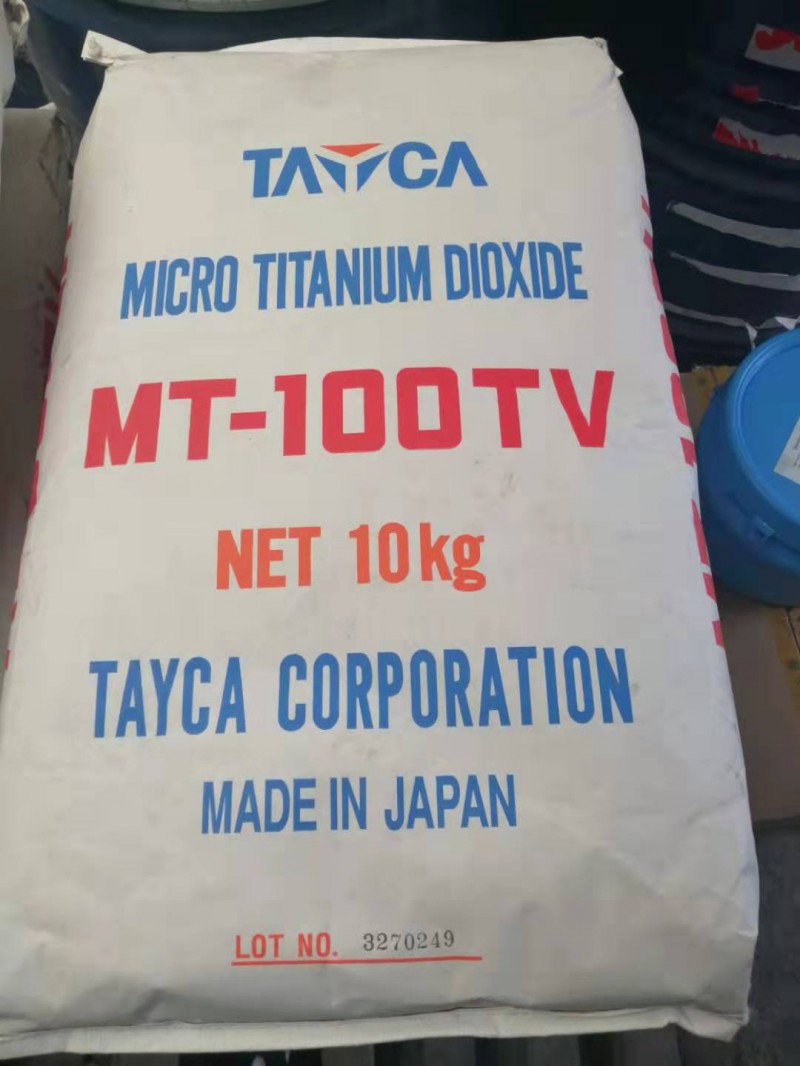 TAYCA
MICRO TITANIUM DIOXIDE
MT-100TV
NET 10kg
TAYCA CORPORATION
MADE IN JAPAN
LOT NO. 3270249